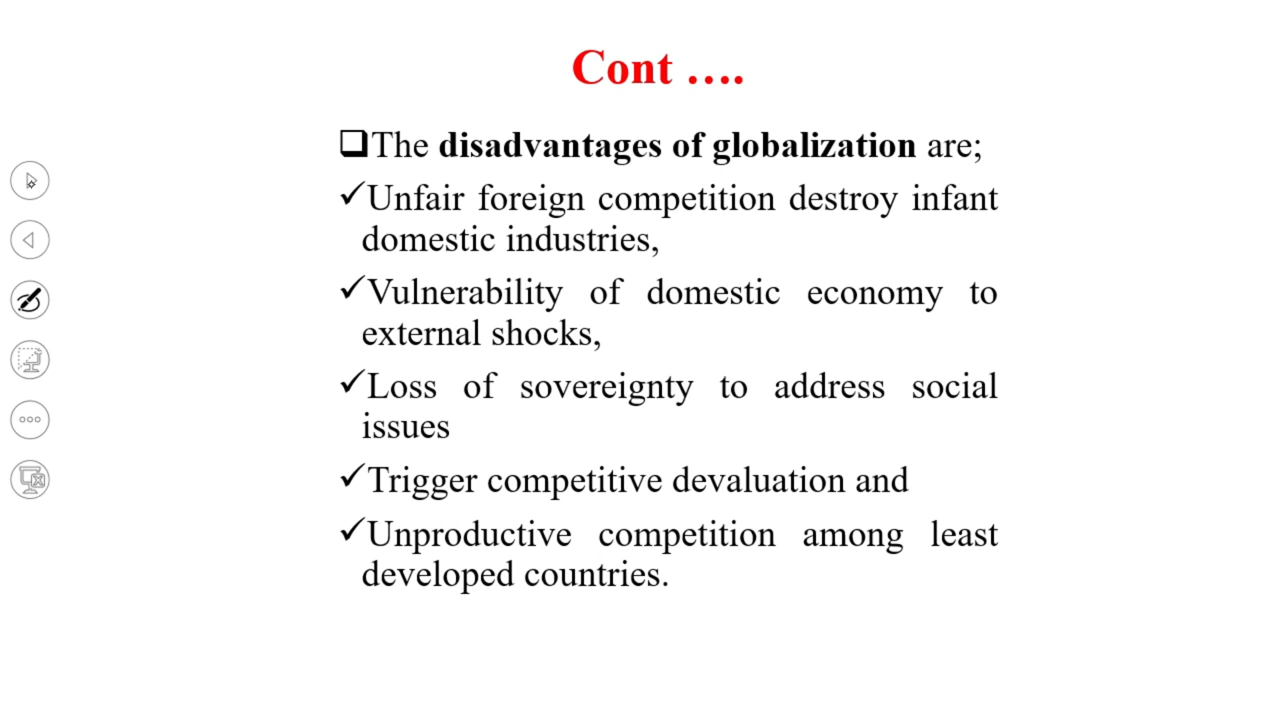 Cont ....
❑The disadvantages of globalization are;
✓Unfair foreign competition destroy infant
domestic industries,
✓Vulnerability of domestic economy to
external shocks,
✓Loss of sovereignty to address social
issues
✓Trigger competitive devaluation and
✓Unproductive competition among least
developed countries.